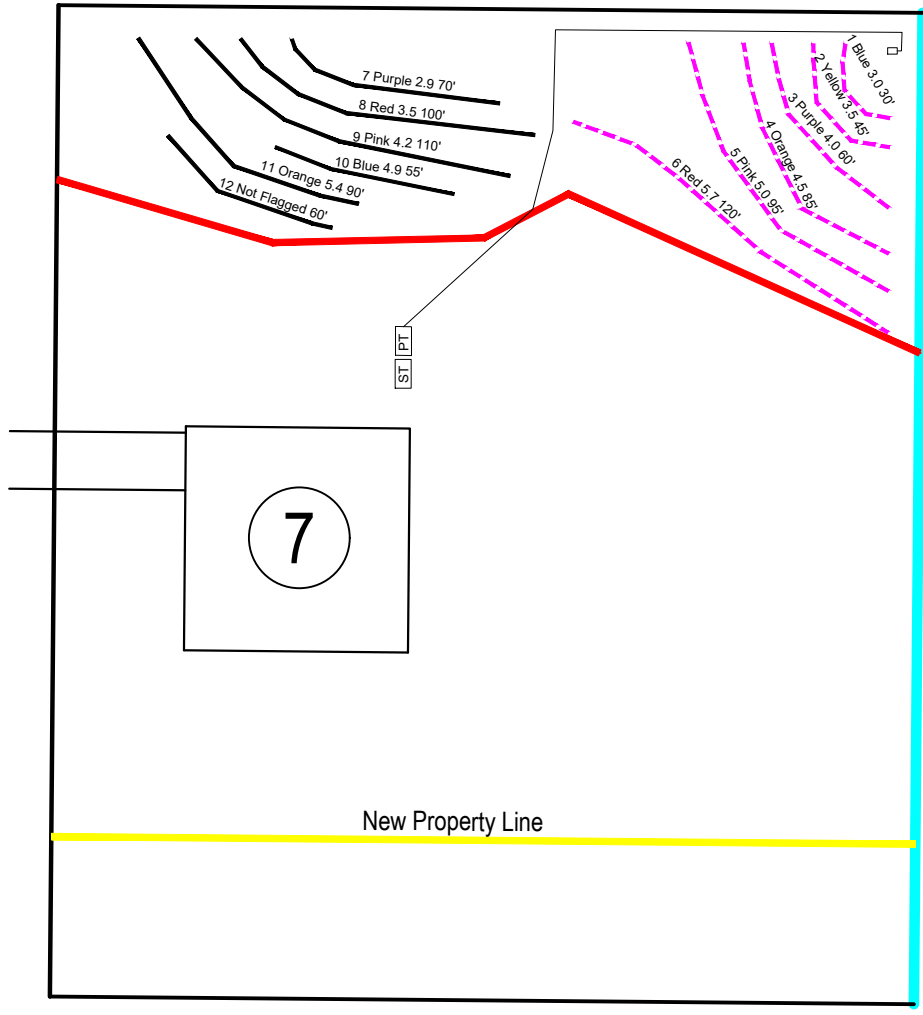 7 Purple 2.9 70'
8 Red 3.5 100'
9 Pink 4.2 110'
10 Blue 4.9 55'
11 Orange 5.4 90'
12 Not Flagged 60'
1 Blue 3.0 30'
2 Yellow 3.5 45'
3 Purple 4.0 60'
4 Orange 4.5 85'
5 Pink 5.0 95'
6 Red 5.7 120'
ST PT
7
New Property Line